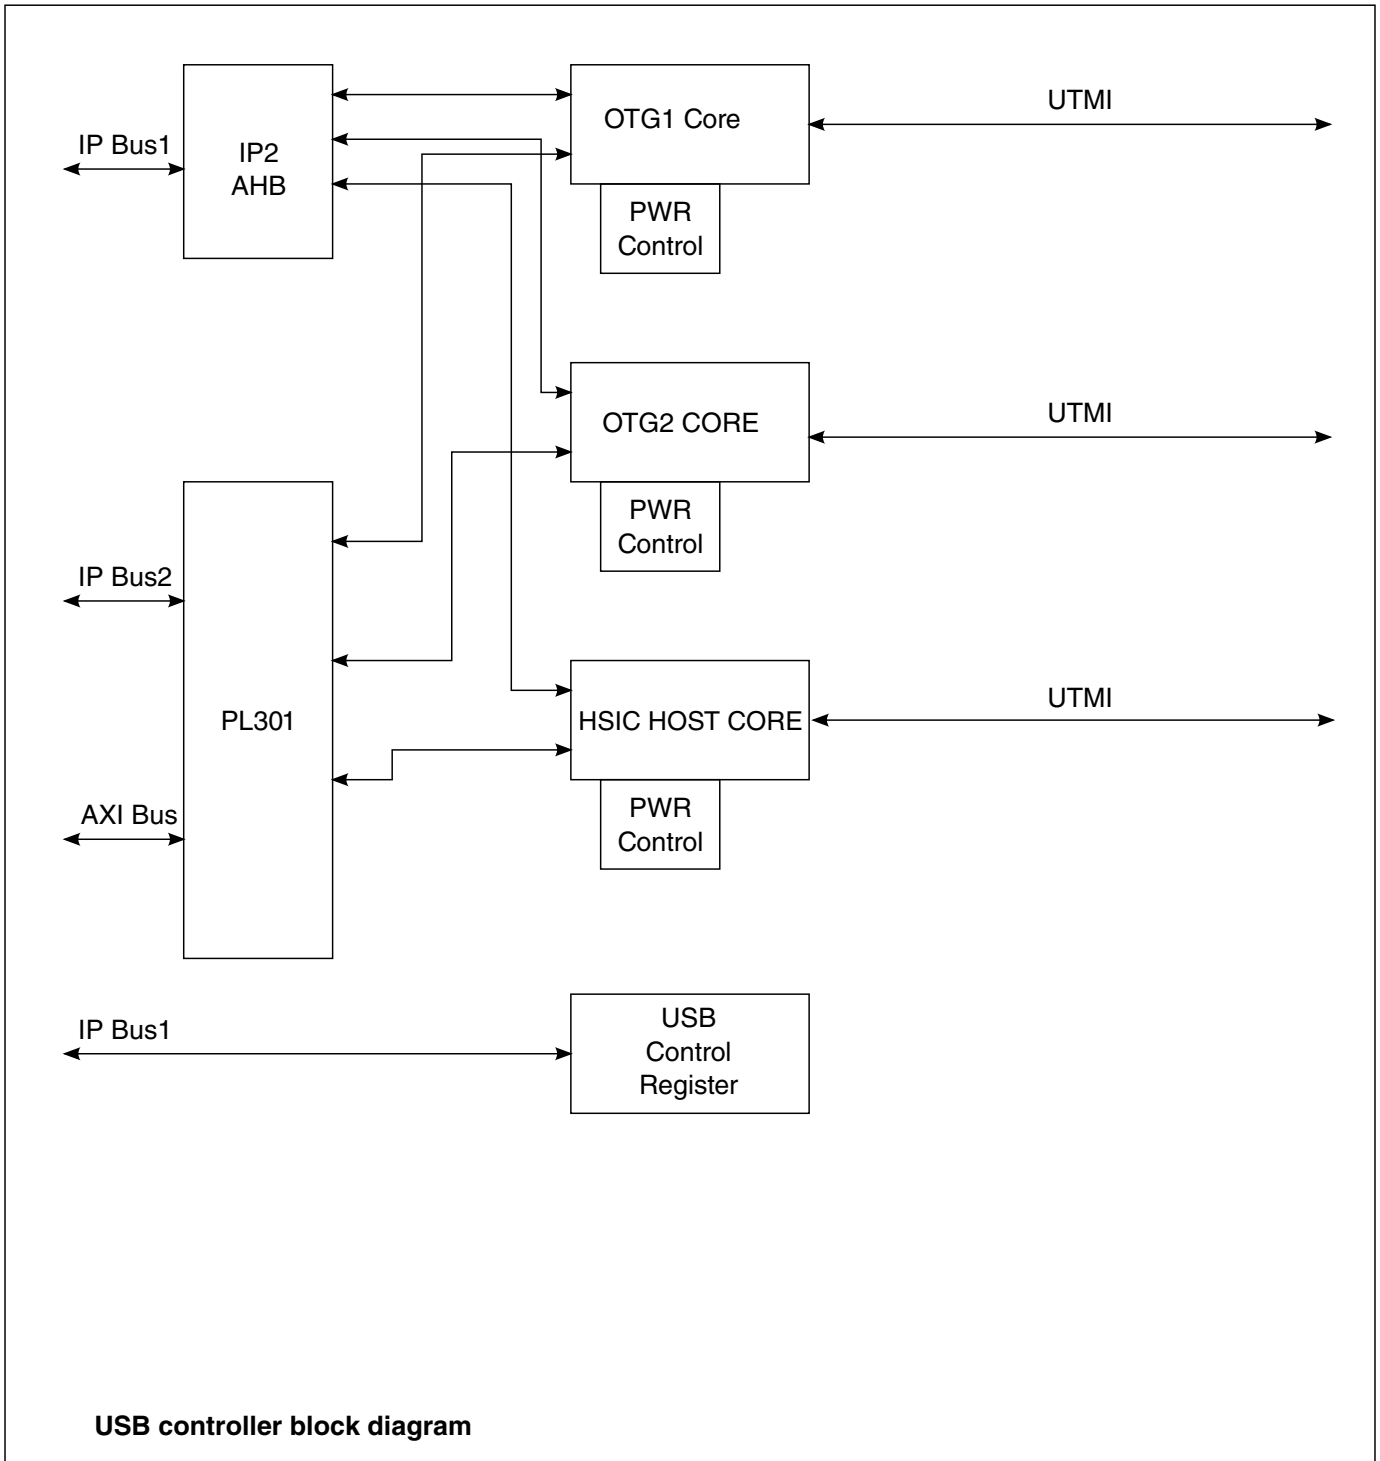 OTG1 Core
UTMI
IP Bus1
IP2
AHB
PWR
Control
OTG2 CORE
UTMI
PWR
Control
IP Bus2
PL301
HSIC HOST CORE
UTMI
AXI Bus
PWR
Control
IP Bus1
USB
Control
Register
USB controller block diagram